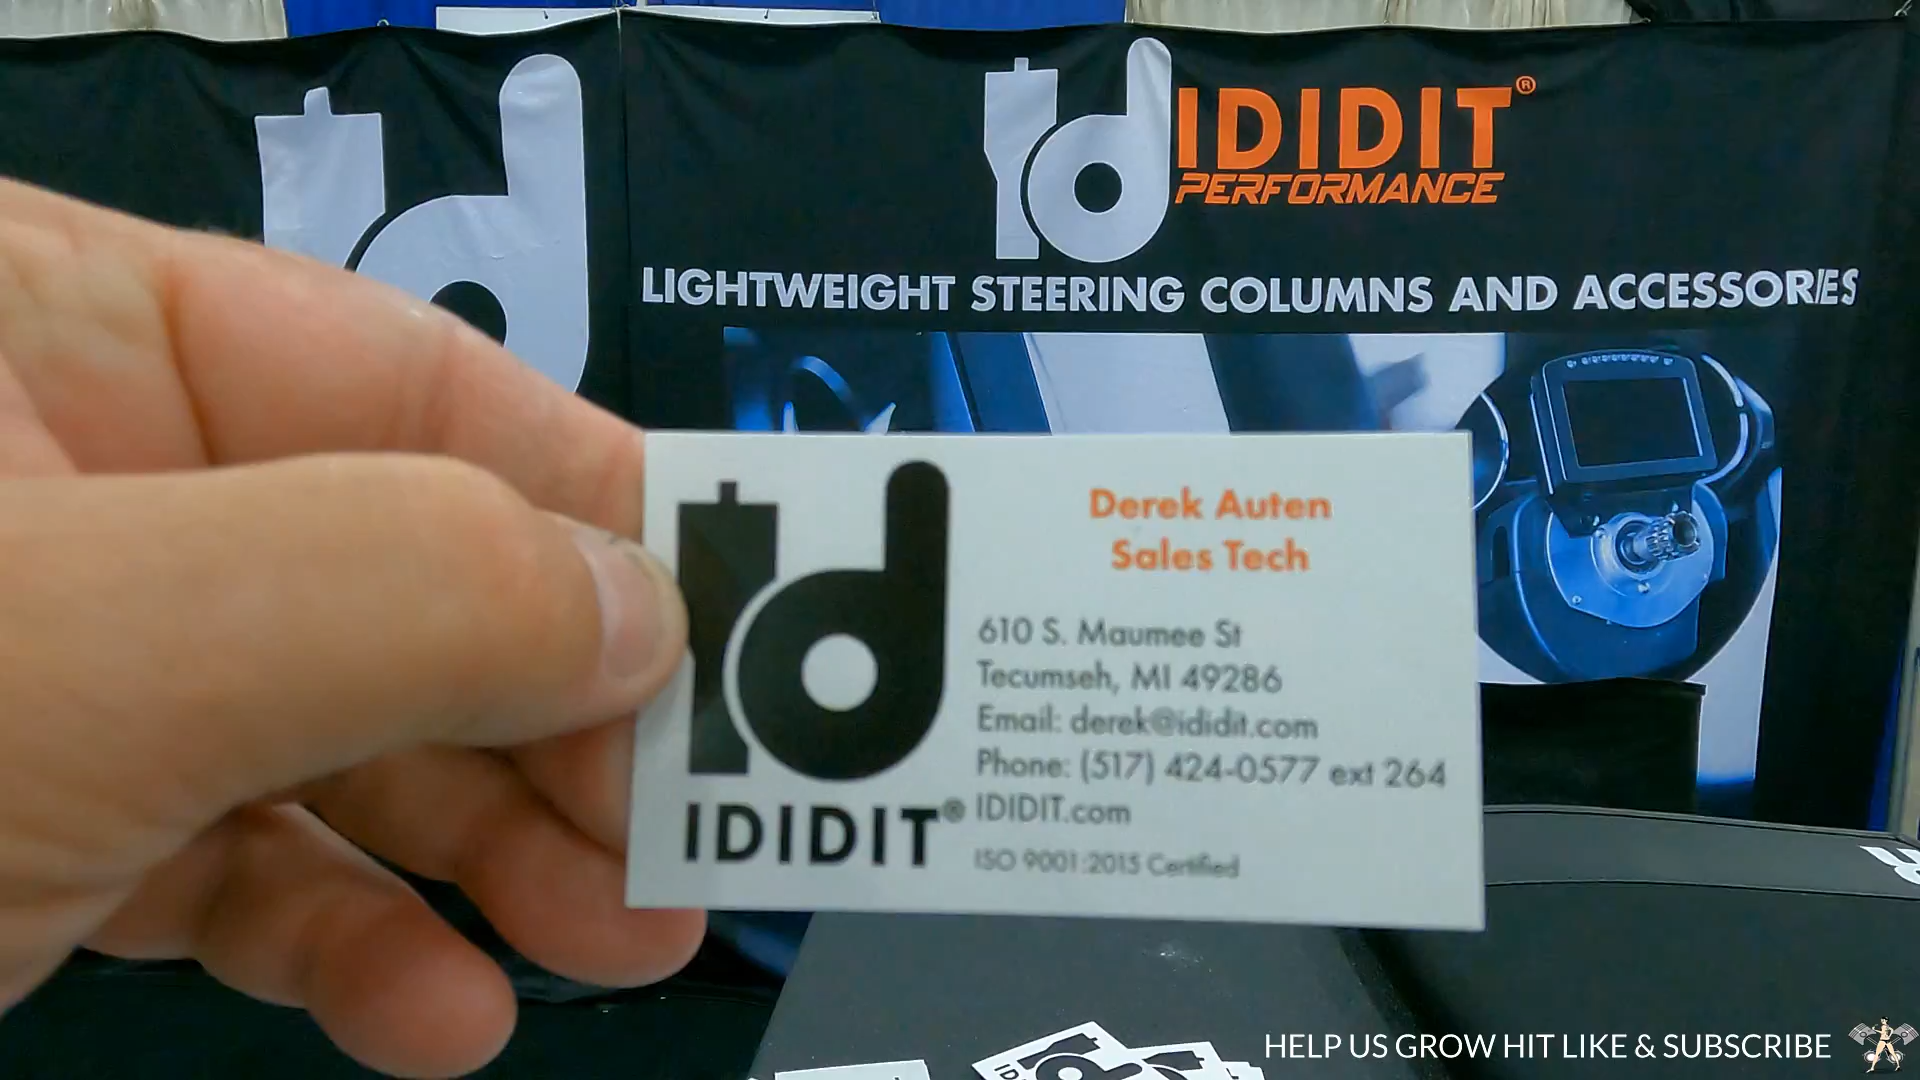 IDIDIT®
PERFORMANCE
LIGHTWEIGHT STEERING COLUMNS AND ACCESSORIES
Derek Auten
Sales Tech
610 S. Maumee St
Tecumseh, MI 49286
Email: derek@ididit.com
Phone: (517) 424-0577 ext 264
IDIDIT.com
ISO 9001:2015 Certified
IDIDIT®
HELP US GROW HIT LIKE & SUBSCRIBE